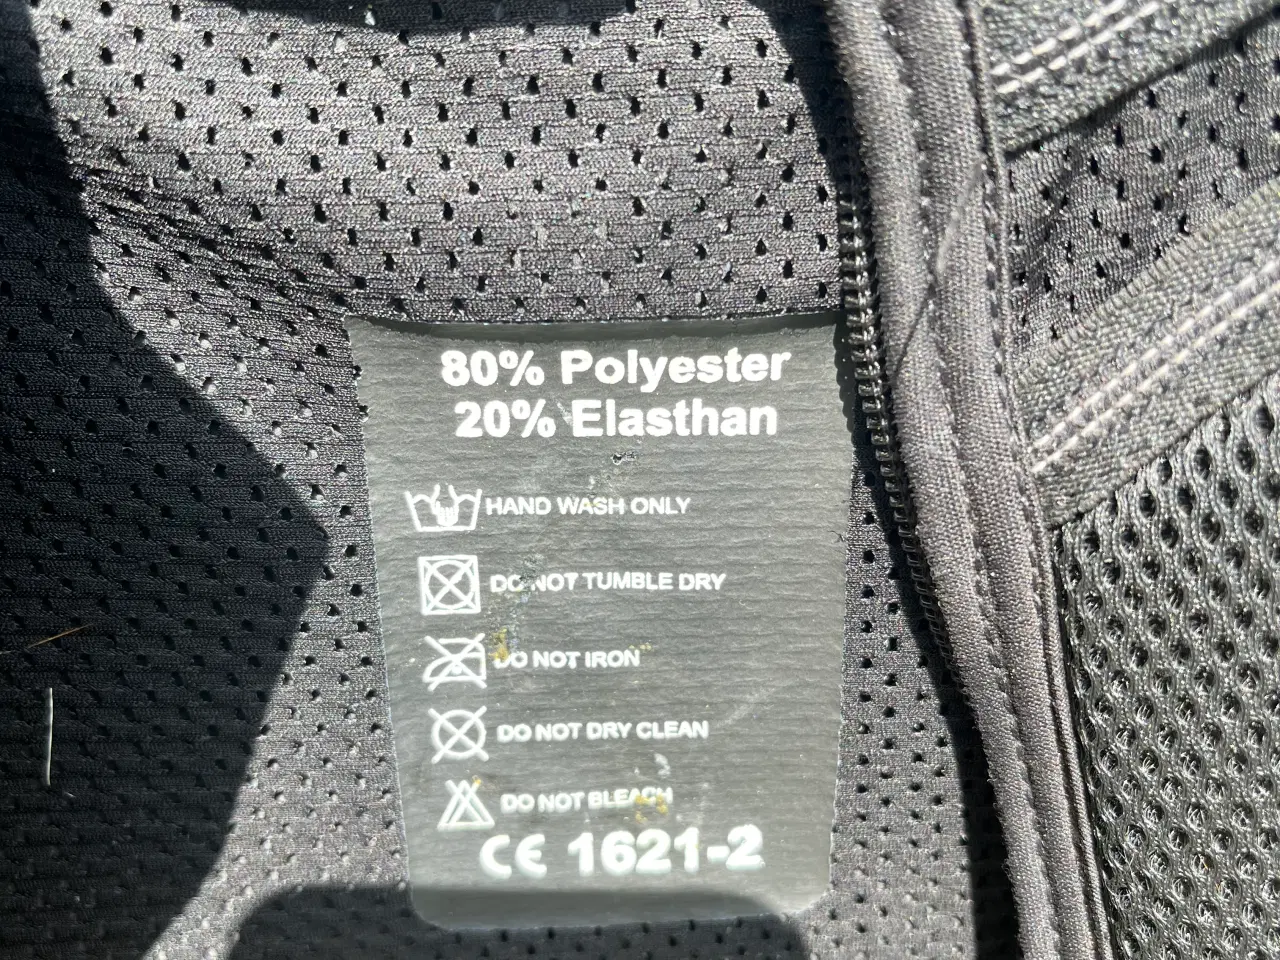 80% Polyester
20% Elasthan
HAND WASH ONLY
DO NOT TUMBLE DRY
DO NOT IRON
DO NOT DRY CLEAN
DO NOT BLEACH
CE 1621-2